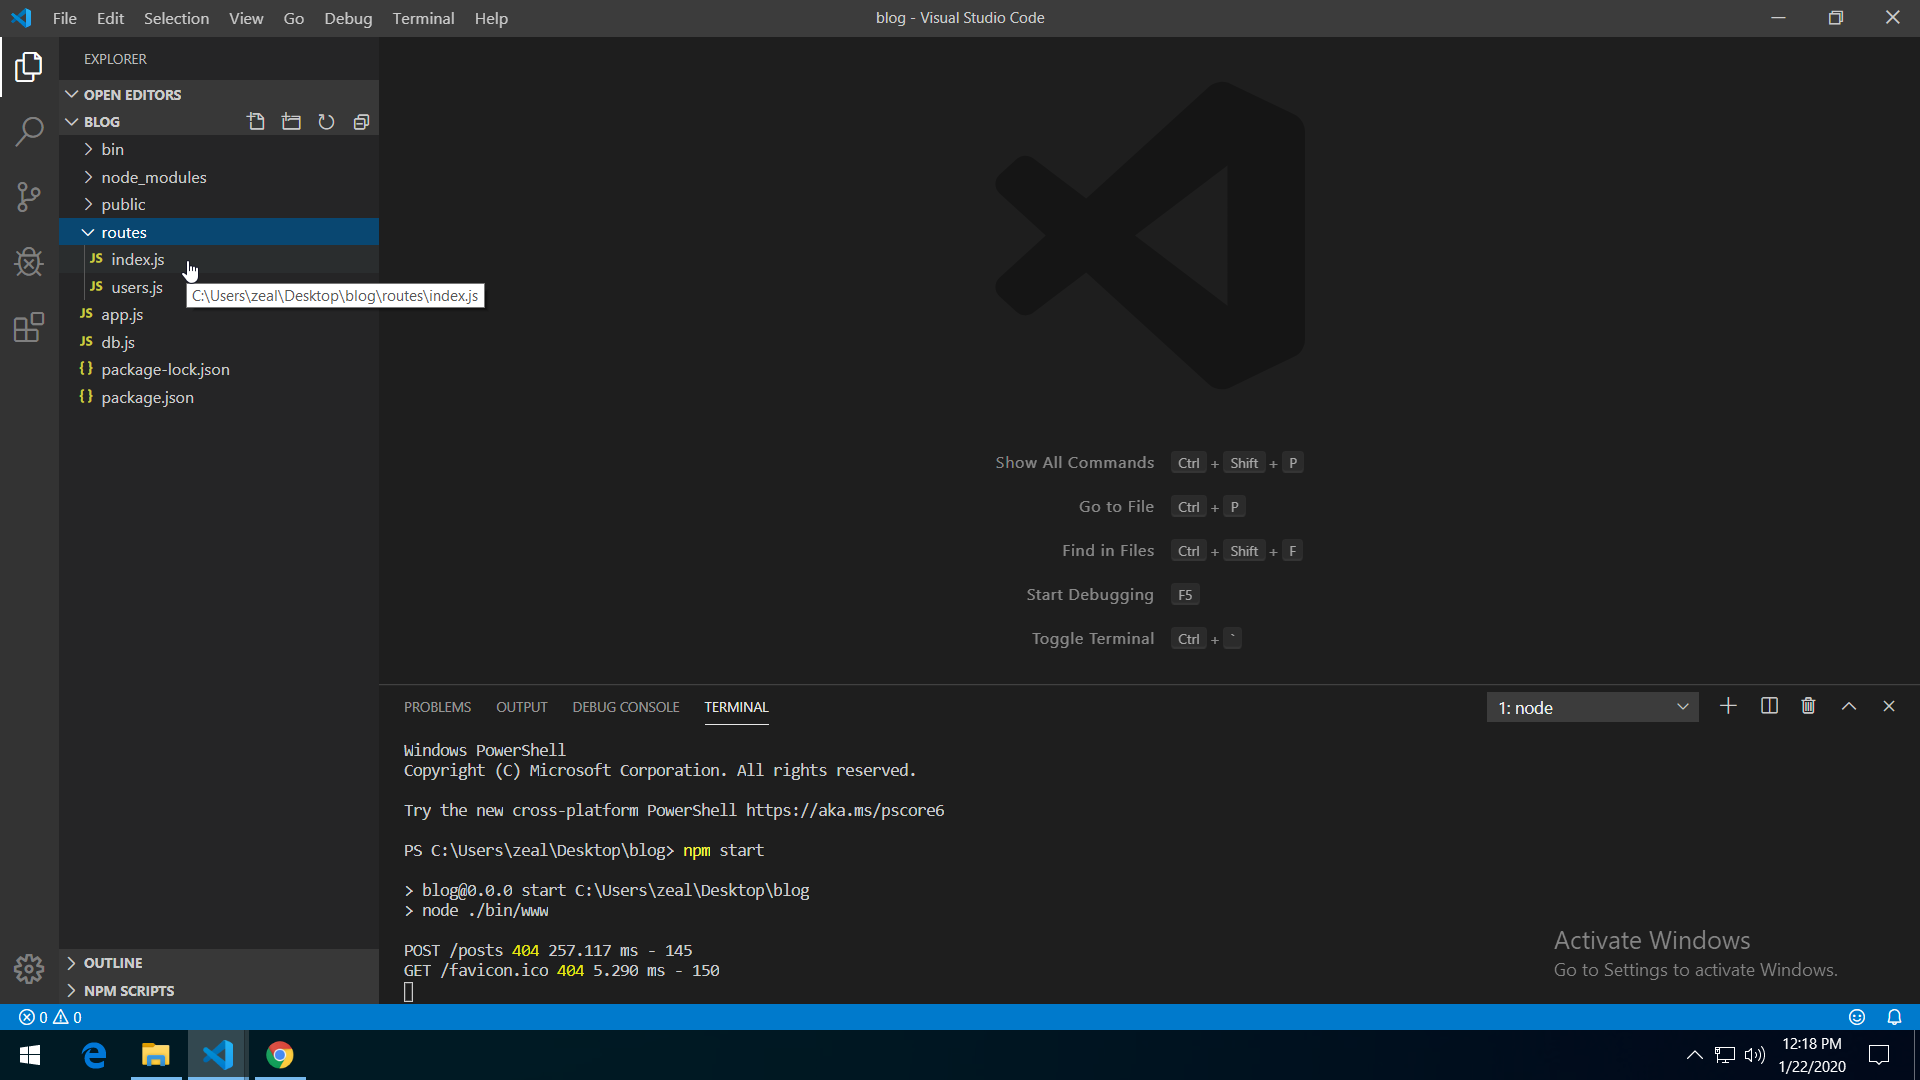 File Edit Selection View Go Debug Terminal Help
blog - Visual Studio Code
EXPLORER
OPEN EDITORS
BLOG
bin
node_modules
public
routes
JS index.js
JS users.js
C:\Users\zeal\Desktop\blog\routes\index.js
JS app.js
JS db.js
{} package-lock.json
{} package.json
Show All Commands Ctrl + Shift + P
Go to File Ctrl + P
Find in Files Ctrl + Shift + F
Start Debugging F5
Toggle Terminal Ctrl + `
PROBLEMS OUTPUT DEBUG CONSOLE TERMINAL
1: node
Windows PowerShell
Copyright (C) Microsoft Corporation. All rights reserved.
Try the new cross-platform PowerShell https://aka.ms/pscore6
PS C:\Users\zeal\Desktop\blog> npm start
> blog@0.0.0 start C:\Users\zeal\Desktop\blog
> node ./bin/www
POST /posts 404 257.117 ms - 145
GET /favicon.ico 404 5.290 ms - 150
Activate Windows
Go to Settings to activate Windows.
OUTLINE
NPM SCRIPTS
0 0
12:18 PM
1/22/2020